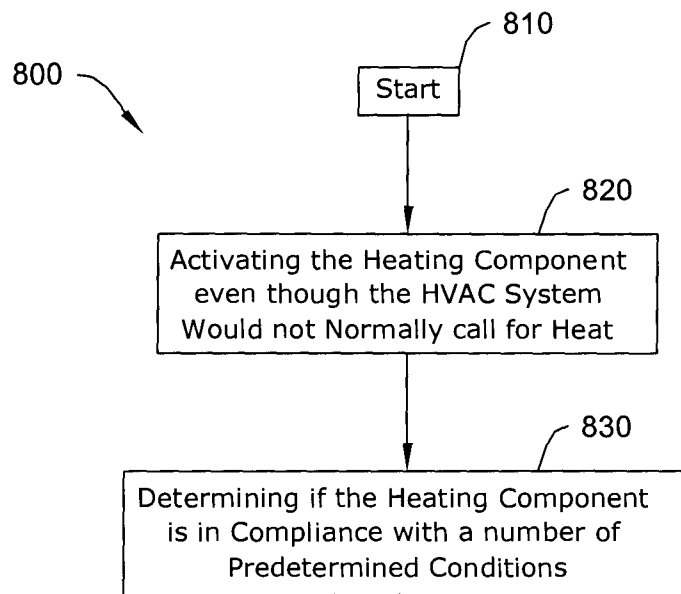 810
800
Start
820
Activating the Heating Component
even though the HVAC System
Would not Normally call for Heat
830
Determining if the Heating Component
is in Compliance with a number of
Predetermined Conditions